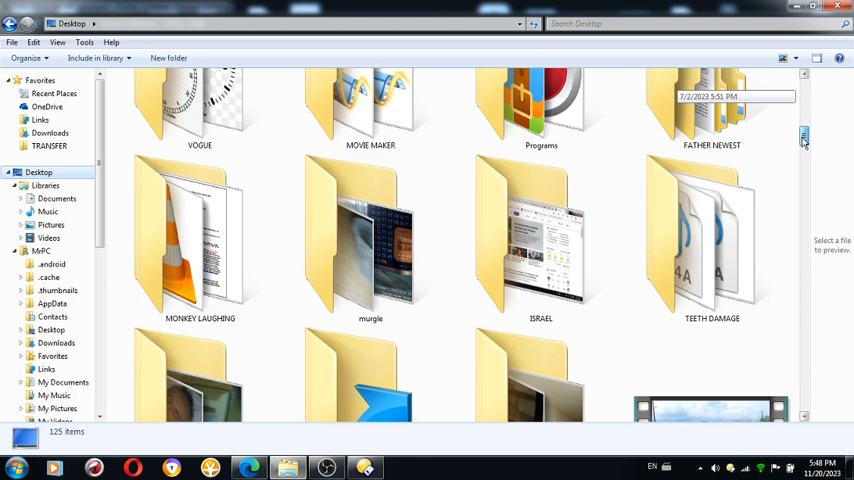 Desktop
Search Desktop
File Edit View Tools Help
Organize Include in library New folder
Favorites
Recent Places
OneDrive
Links
Downloads
TRANSFER
Desktop
Libraries
Documents
Music
Pictures
Videos
MrPC
.android
.cache
.thumbnails
AppData
Contacts
Desktop
Downloads
Favorites
Links
My Documents
My Music
My Pictures
VOGUE
MOVIE MAKER
Programs
FATHER NEWEST
7/2/2023 5:51 PM
MONKEY LAUGHING
murgle
ISRAEL
TEETH DAMAGE
4A
A
Select a file
to preview.
125 items
EN
5:48 PM
11/20/2023